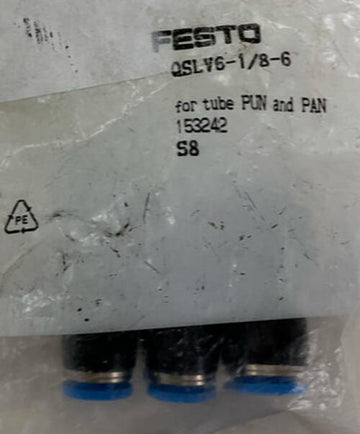 FESTO
QSLV6-1/8-6
for tube PUN and PAN
153242
S8
PE